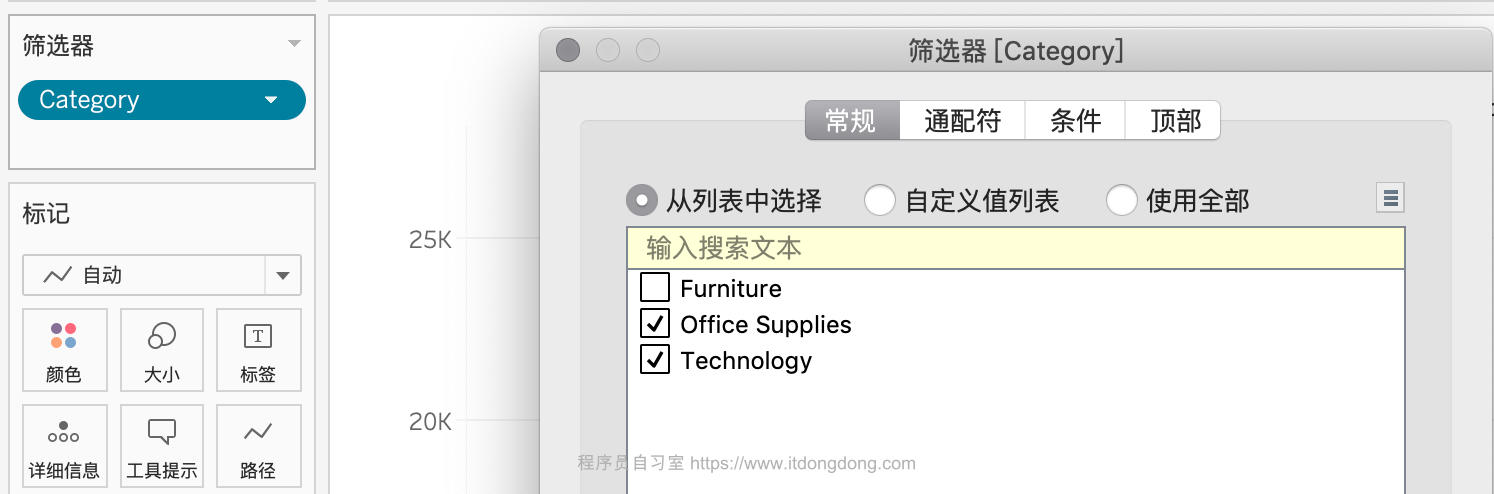 筛选器
Category
标记
自动
颜色
大小
T
标签
详细信息
工具提示
路径
25K
20K
筛选器 [Category]
常规
通配符
条件
顶部
从列表中选择
自定义值列表
使用全部
输入搜索文本
Furniture
Office Supplies
Technology
程序员自习室 https://www.itdongdong.com